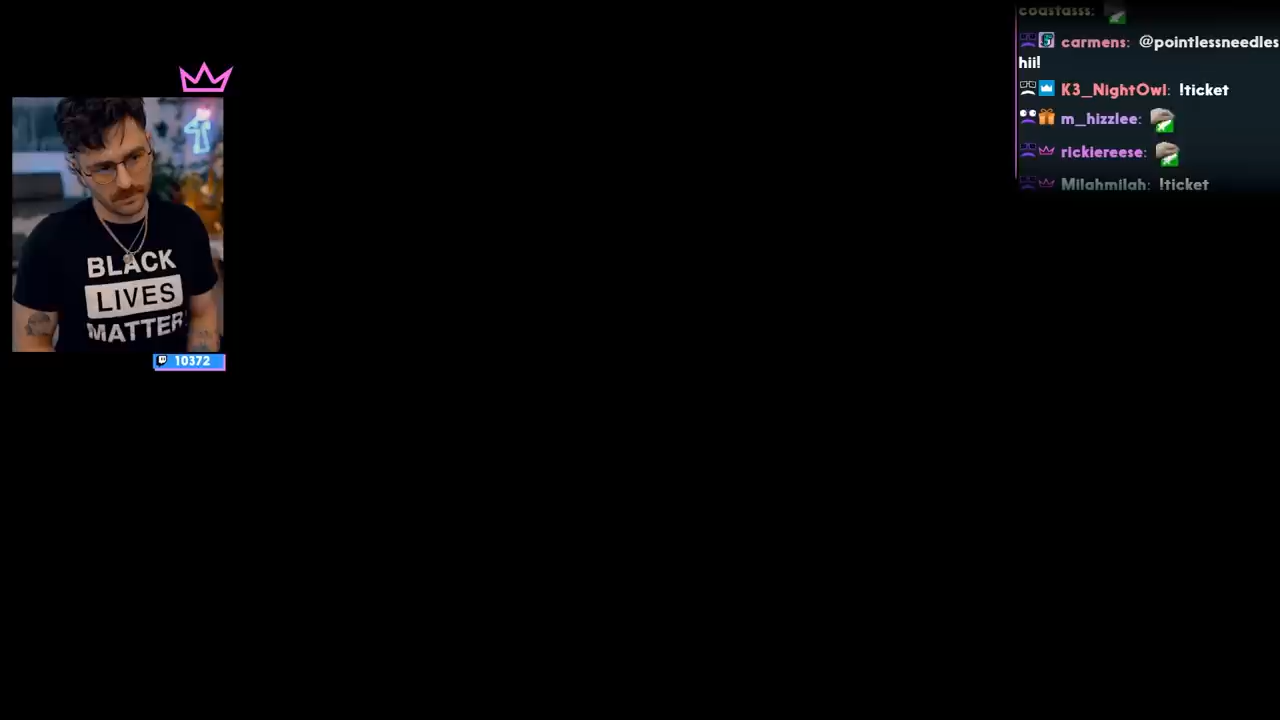 coastasss:
carmens: @pointlessneedles
hii!
K3_NightOwl: !ticket
m_hizzlee:
rickiereese:
Milahmilah: !ticket
BLACK
LIVES
MATTER
10372